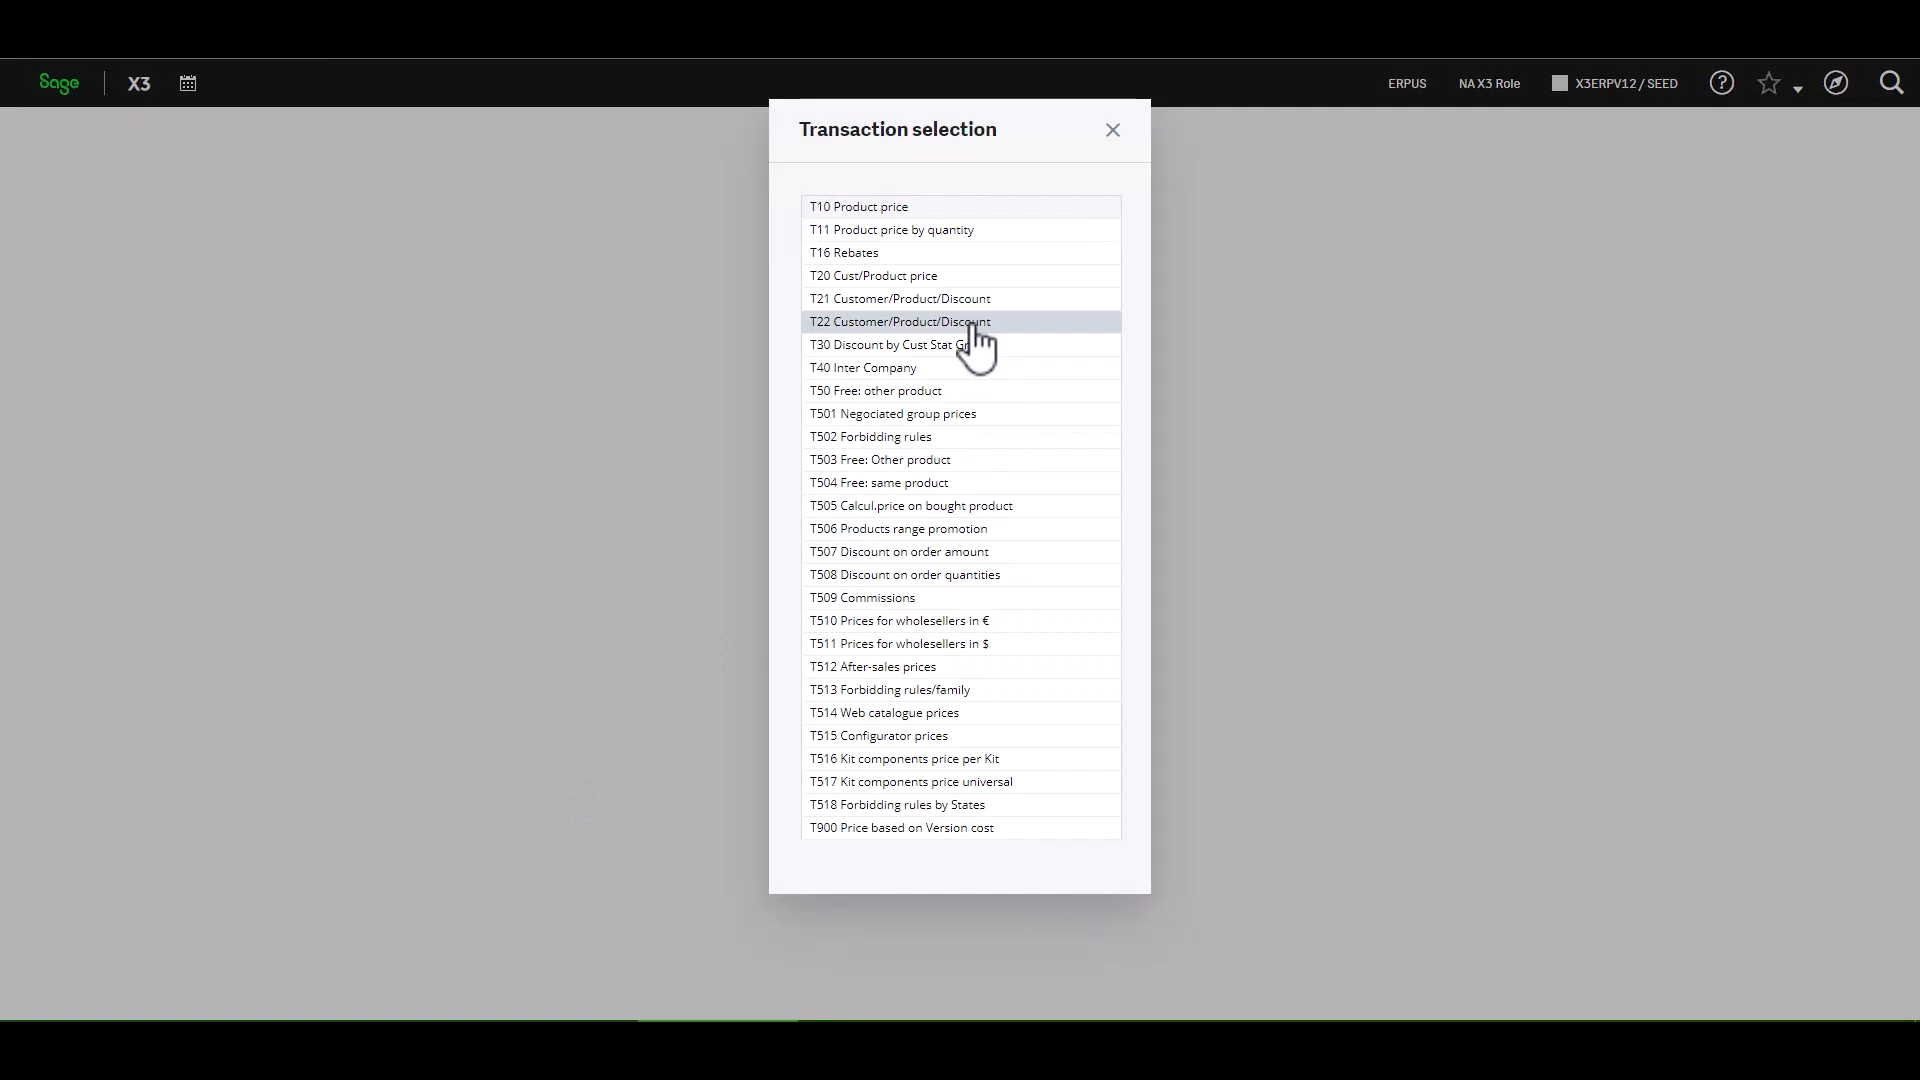 Sage
X3
ERPUS
NA X3 Role
X3ERPV12 / SEED
Transaction selection
T10 Product price
T11 Product price by quantity
T16 Rebates
T20 Cust/Product price
T21 Customer/Product/Discount
T22 Customer/Product/Discount
T30 Discount by Cust Stat
T40 Inter Company
T50 Free: other product
T501 Negociated group prices
T502 Forbidding rules
T503 Free: Other product
T504 Free: same product
T505 Calcul.price on bought product
T506 Products range promotion
T507 Discount on order amount
T508 Discount on order quantities
T509 Commissions
T510 Prices for wholesellers in €
T511 Prices for wholesellers in $
T512 After-sales prices
T513 Forbidding rules/family
T514 Web catalogue prices
T515 Configurator prices
T516 Kit components price per Kit
T517 Kit components price universal
T518 Forbidding rules by States
T900 Price based on Version cost